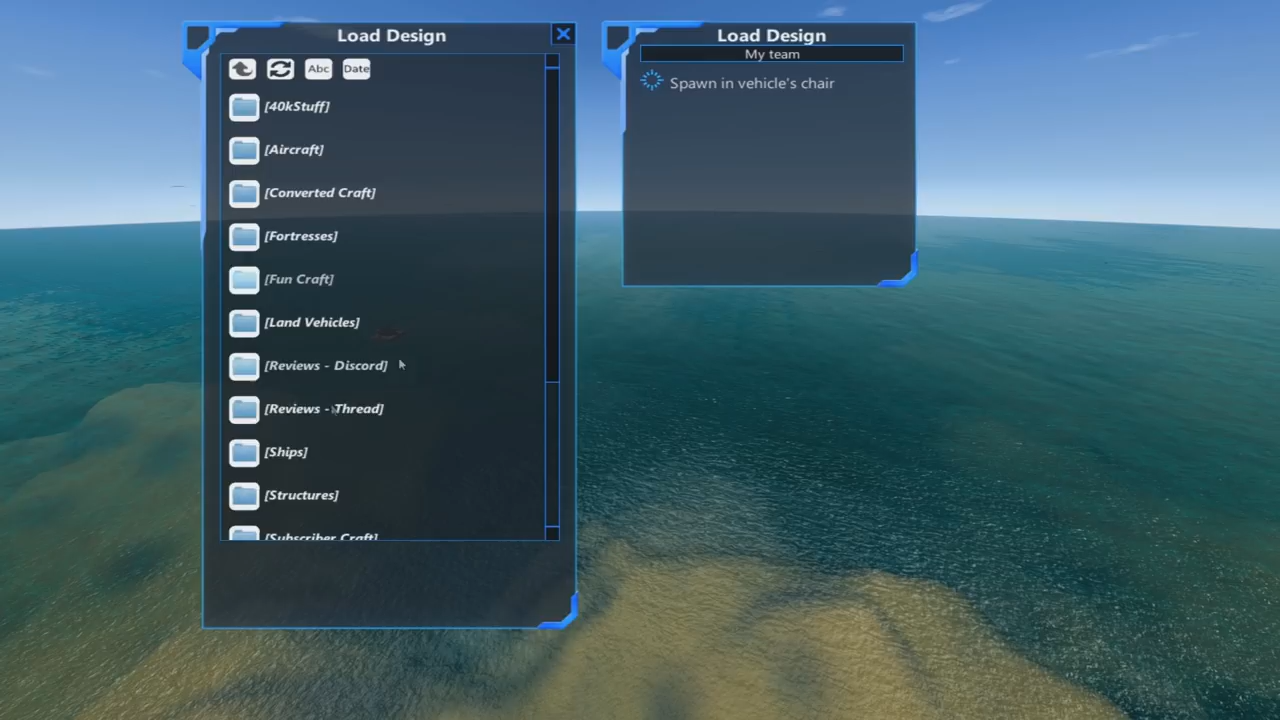 Load Design
Abc
Date
[40kStuff]
[Aircraft]
[Converted Craft]
[Fortresses]
[Fun Craft]
[Land Vehicles]
[Reviews - Discord]
[Reviews - Thread]
[Ships]
[Structures]
[Subscriber Craft]
Load Design
My team
Spawn in vehicle's chair